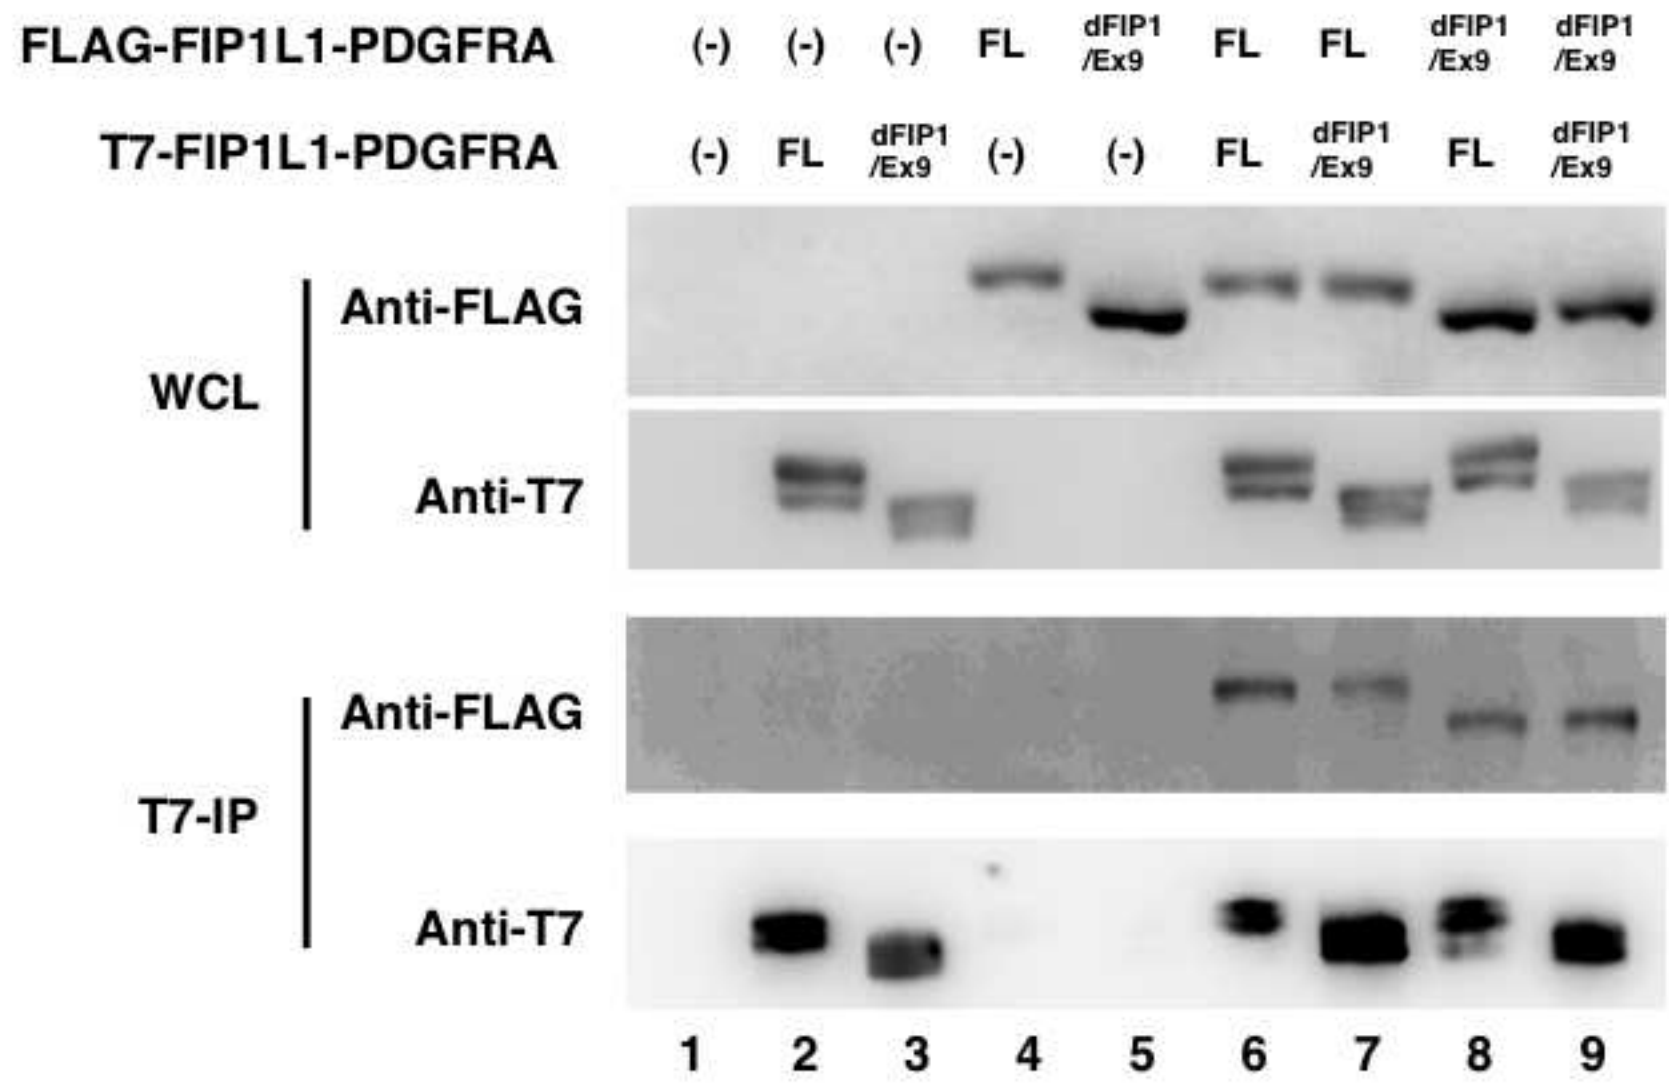 FLAG-FIP1L1-PDGFRA (-) (-) (-) FL dFIP1 /Ex9 FL FL dFIP1 /Ex9 dFIP1 /Ex9
T7-FIP1L1-PDGFRA (-) FL dFIP1 /Ex9 (-) (-) FL dFIP1 /Ex9 FL dFIP1 /Ex9
Anti-FLAG
WCL
Anti-T7
Anti-FLAG
T7-IP
Anti-T7
1 2 3 4 5 6 7 8 9